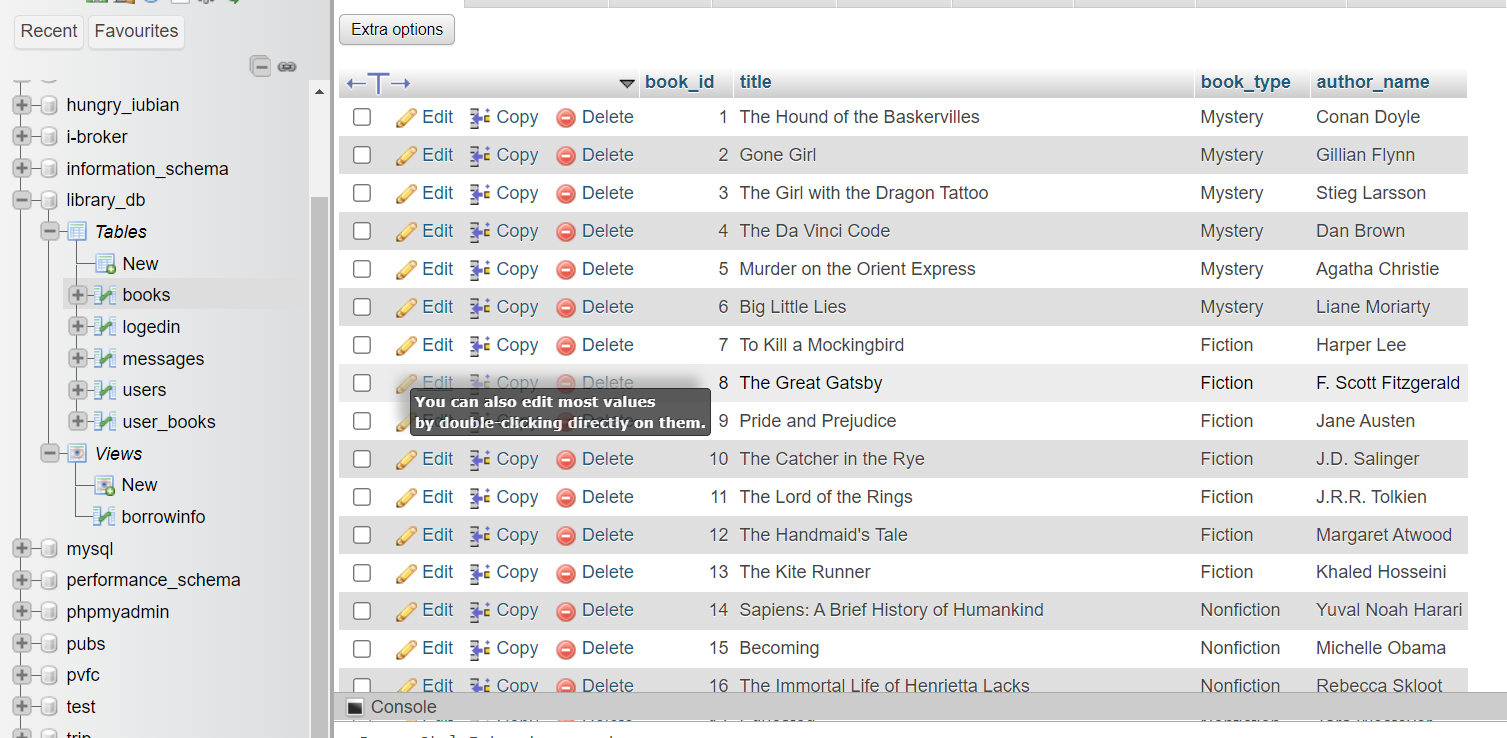 Recent Favourites
hungry_iubian
i-broker
information_schema
library_db
Tables
New
books
logedin
messages
users
user_books
Views
New
borrowinfo
mysql
performance_schema
phpmyadmin
pubs
pvfc
test
trip
Extra options
book_id title book_type author_name
Edit Copy Delete 1 The Hound of the Baskervilles Mystery Conan Doyle
Edit Copy Delete 2 Gone Girl Mystery Gillian Flynn
Edit Copy Delete 3 The Girl with the Dragon Tattoo Mystery Stieg Larsson
Edit Copy Delete 4 The Da Vinci Code Mystery Dan Brown
Edit Copy Delete 5 Murder on the Orient Express Mystery Agatha Christie
Edit Copy Delete 6 Big Little Lies Mystery Liane Moriarty
Edit Copy Delete 7 To Kill a Mockingbird Fiction Harper Lee
Edit Copy Delete 8 The Great Gatsby Fiction F. Scott Fitzgerald
You can also edit most values
by double-clicking directly on them.
9 Pride and Prejudice Fiction Jane Austen
Edit Copy Delete 10 The Catcher in the Rye Fiction J.D. Salinger
Edit Copy Delete 11 The Lord of the Rings Fiction J.R.R. Tolkien
Edit Copy Delete 12 The Handmaid's Tale Fiction Margaret Atwood
Edit Copy Delete 13 The Kite Runner Fiction Khaled Hosseini
Edit Copy Delete 14 Sapiens: A Brief History of Humankind Nonfiction Yuval Noah Harari
Edit Copy Delete 15 Becoming Nonfiction Michelle Obama
Edit Copy Delete 16 The Immortal Life of Henrietta Lacks Nonfiction Rebecca Skloot
Console